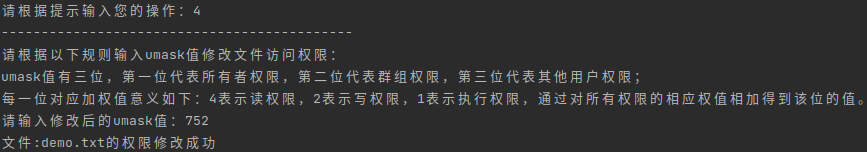 请根据提示输入您的操作：4
--------------------------------------------
请根据以下规则输入umask值修改文件访问权限：
umask值有三位，第一位代表所有者权限，第二位代表群组权限，第三位代表其他用户权限；
每一位对应加权值意义如下：4表示读权限，2表示写权限，1表示执行权限，通过对所有权限的相应权值相加得到该位的值。
请输入修改后的umask值：752
文件:demo.txt的权限修改成功